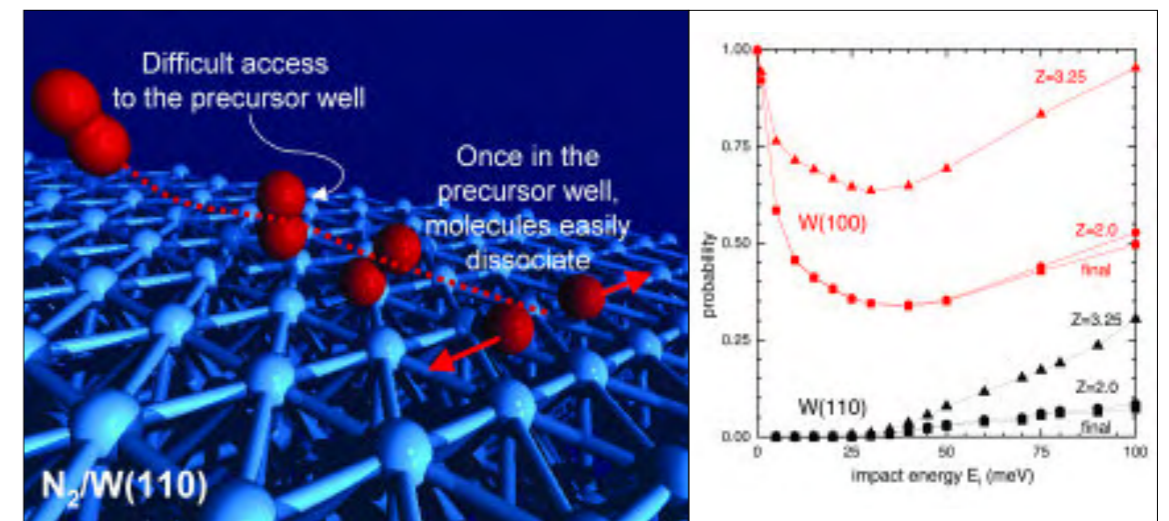 Difficult access
to the precursor well
Once in the
precursor well,
molecules easily
dissociate
N₂/W(110)
1.00
0.75
0.50
0.25
0.00
probability
Z=3.25
W(100)
Z=2.0
final
Z=3.25
W(110)
Z=2.0
final
0
25
50
75
100
impact energy Eᵢ (meV)